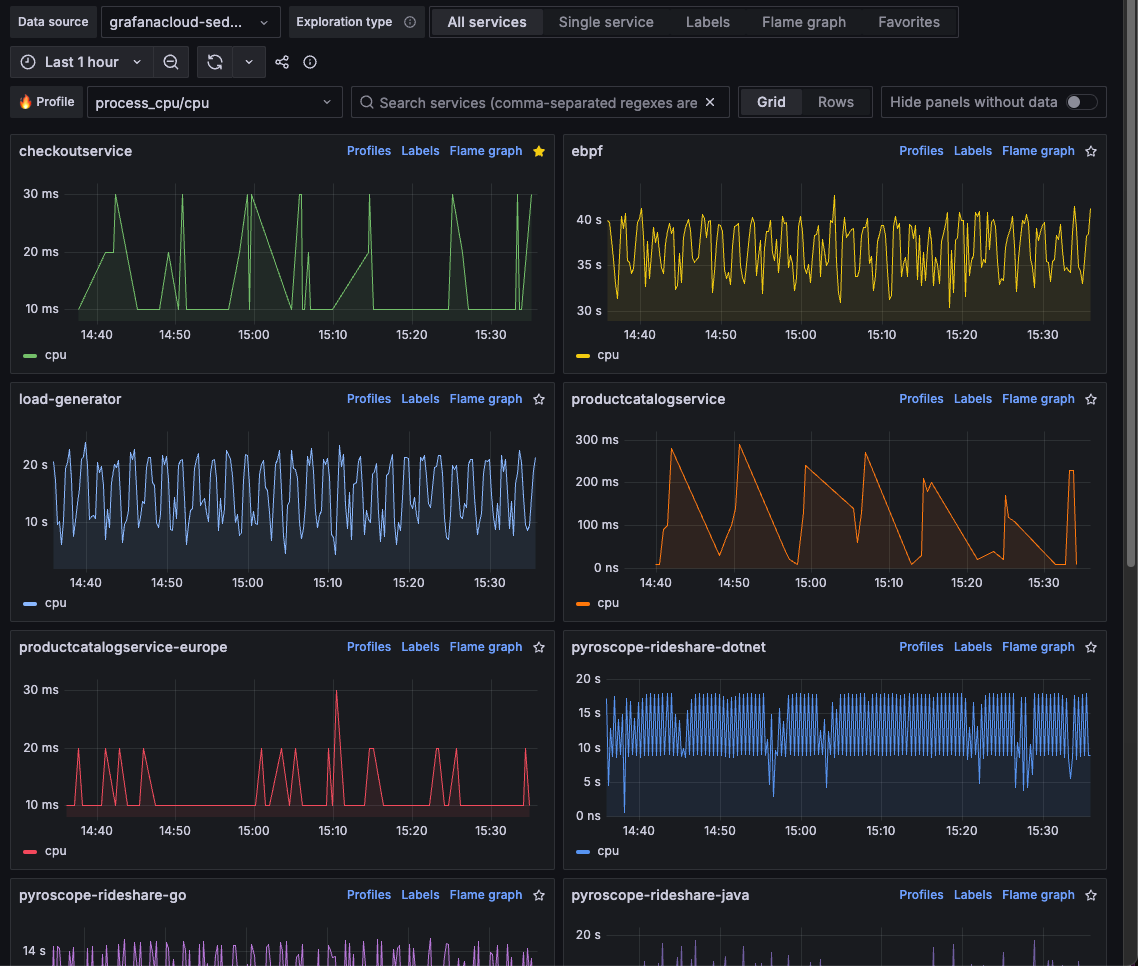 Data source grafanacloud-sed... Exploration type All services Single service Labels Flame graph Favorites
Last 1 hour
Profile process_cpu/cpu Search services (comma-separated regexes are Grid Rows Hide panels without data
checkoutservice Profiles Labels Flame graph
30 ms
20 ms
10 ms
14:40 14:50 15:00 15:10 15:20 15:30
cpu
ebpf Profiles Labels Flame graph
40 s
35 s
30 s
14:40 14:50 15:00 15:10 15:20 15:30
cpu
load-generator Profiles Labels Flame graph
20 s
10 s
14:40 14:50 15:00 15:10 15:20 15:30
cpu
productcatalogservice Profiles Labels Flame graph
300 ms
200 ms
100 ms
0 ns
14:40 14:50 15:00 15:10 15:20 15:30
cpu
productcatalogservice-europe Profiles Labels Flame graph
30 ms
20 ms
10 ms
14:40 14:50 15:00 15:10 15:20 15:30
cpu
pyroscope-rideshare-dotnet Profiles Labels Flame graph
20 s
15 s
10 s
5 s
0 ns
14:40 14:50 15:00 15:10 15:20 15:30
cpu
pyroscope-rideshare-go Profiles Labels Flame graph
14 s
pyroscope-rideshare-java Profiles Labels Flame graph
20 s